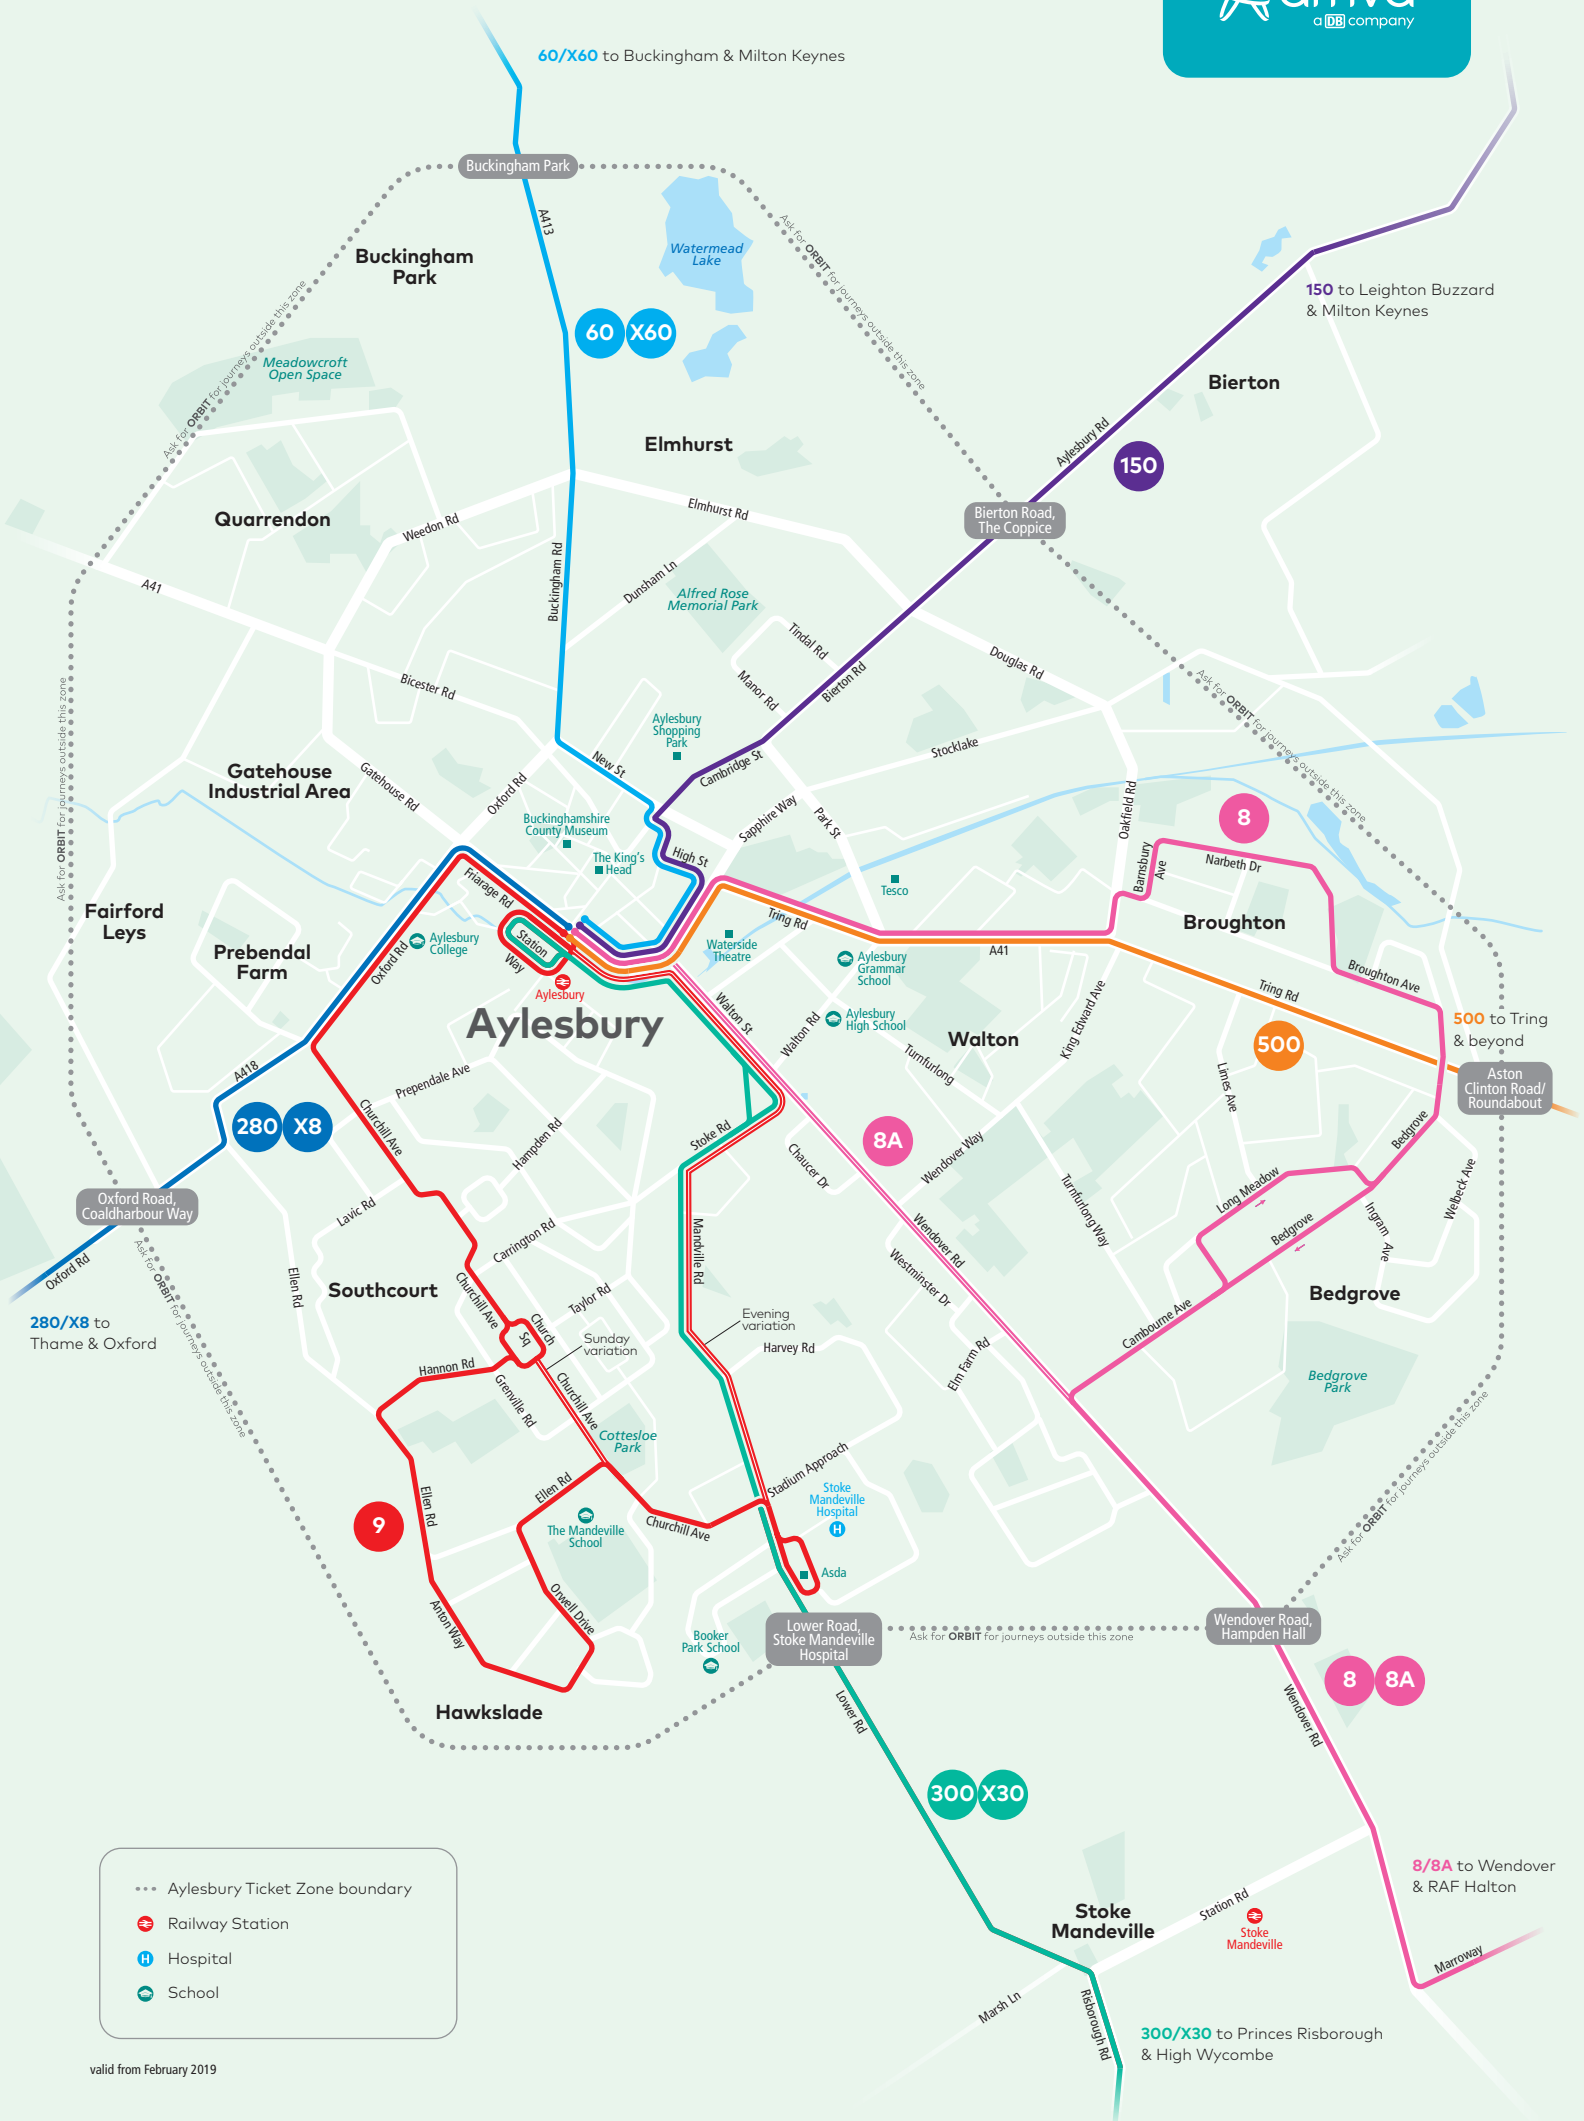 arriva
a DB company
60/X60 to Buckingham & Milton Keynes
Buckingham Park
A413
Buckingham
Park
Watermead
Lake
Ask for ORBIT for journeys outside this zone
60
X60
150 to Leighton Buzzard
& Milton Keynes
Ask for ORBIT for journeys outside this zone
Meadowcroft
Open Space
Bierton
Aylesbury Rd
150
Elmhurst
Elmhurst Rd
Bierton Road,
The Coppice
Quarrendon
Weedon Rd
A41
Buckingham Rd
Dunsham Ln
Alfred Rose
Memorial Park
Tindal Rd
Manor Rd
Bierton Rd
Douglas Rd
Bicester Rd
Ask for ORBIT for journeys outside this zone
Aylesbury
Shopping
Park
New St
Cambridge St
Stocklake
Gatehouse
Industrial Area
Gatehouse Rd
Oxford Rd
Sapphire Way
Park St
Oakfield Rd
Buckinghamshire
County Museum
The King's
Head
High St
8
Barnsbury
Ave
Narbeth Dr
Ask for ORBIT for journeys outside this zone
Friarage Rd
Tesco
Fairford
Leys
Prebendal
Farm
Oxford Rd
Aylesbury
College
Station
Way
Aylesbury
Aylesbury
Waterside
Theatre
Tring Rd
A41
Broughton
Aylesbury
Grammar
School
Broughton Ave
Tring Rd
Walton St
Walton Rd
Aylesbury
High School
Walton
King Edward Ave
500
500 to Tring
& beyond
Aston
Clinton Road/
Roundabout
A418
280
X8
Prependale Ave
Churchill Ave
Turnfurlong
Limes Ave
Hampden Rd
Stoke Rd
8A
Chaucer Dr
Wendover Way
Bedgrove
Oxford Road,
Coaldharbour Way
Oxford Rd
Lavic Rd
Carrington Rd
Mandville Rd
Turnfurlong Way
Long Meadow
Bedgrove
Ingram Ave
Welbeck Ave
Wendover Rd
Westminster Dr
Ask for ORBIT for journeys outside this zone
Ellen Rd
Southcourt
Churchill Ave
Taylor Rd
Church
Sq
Bedgrove
280/X8 to
Thame & Oxford
Evening
variation
Sunday
variation
Harvey Rd
Cambourne Ave
Elm Farm Rd
Hannon Rd
Grenville Rd
Churchill Ave
Bedgrove
Park
Cottesloe
Park
Stadium Approach
Ask for ORBIT for journeys outside this zone
9
Ellen Rd
Ellen Rd
The Mandeville
School
Churchill Ave
Stoke
Mandeville
Hospital
H
Asda
Anton Way
Orwell Drive
Booker
Park School
Lower Road,
Stoke Mandeville
Hospital
Ask for ORBIT for journeys outside this zone
Wendover Road,
Hampden Hall
Hawkslade
Lower Rd
8
8A
Wendover Rd
300
X30
8/8A to Wendover
& RAF Halton
Stoke
Mandeville
Station Rd
Stoke
Mandeville
Marroway
Marsh Ln
Risborough Rd
300/X30 to Princes Risborough
& High Wycombe
Aylesbury Ticket Zone boundary
Railway Station
H
Hospital
School
valid from February 2019